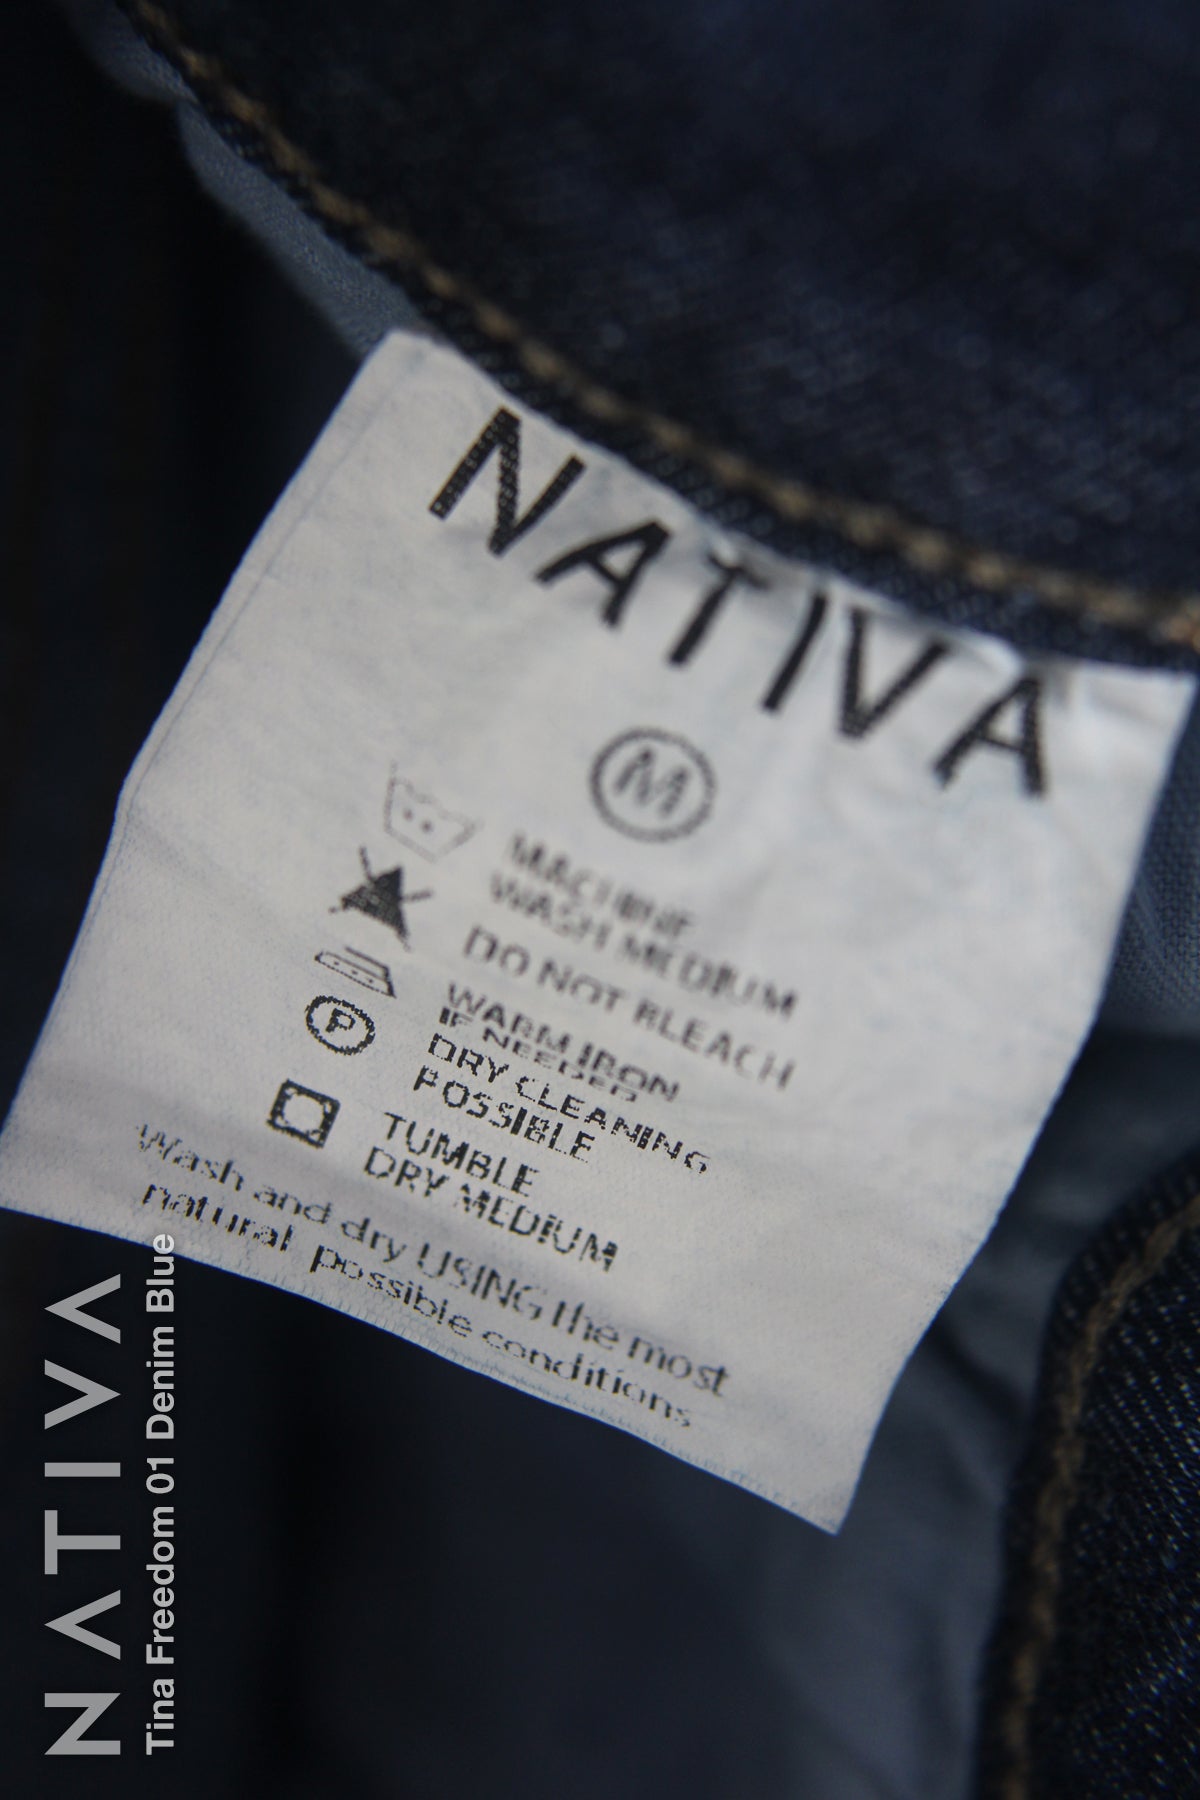 NATIVA
M
MACHINE
WASH MEDIUM
DO NOT BLEACH
WARM IRON
IF NEEDED
P
DRY CLEANING
POSSIBLE
TUMBLE
DRY MEDIUM
Wash and dry USING the most
natural possible conditions
NATIVA
Tina Freedom 01 Denim Blue